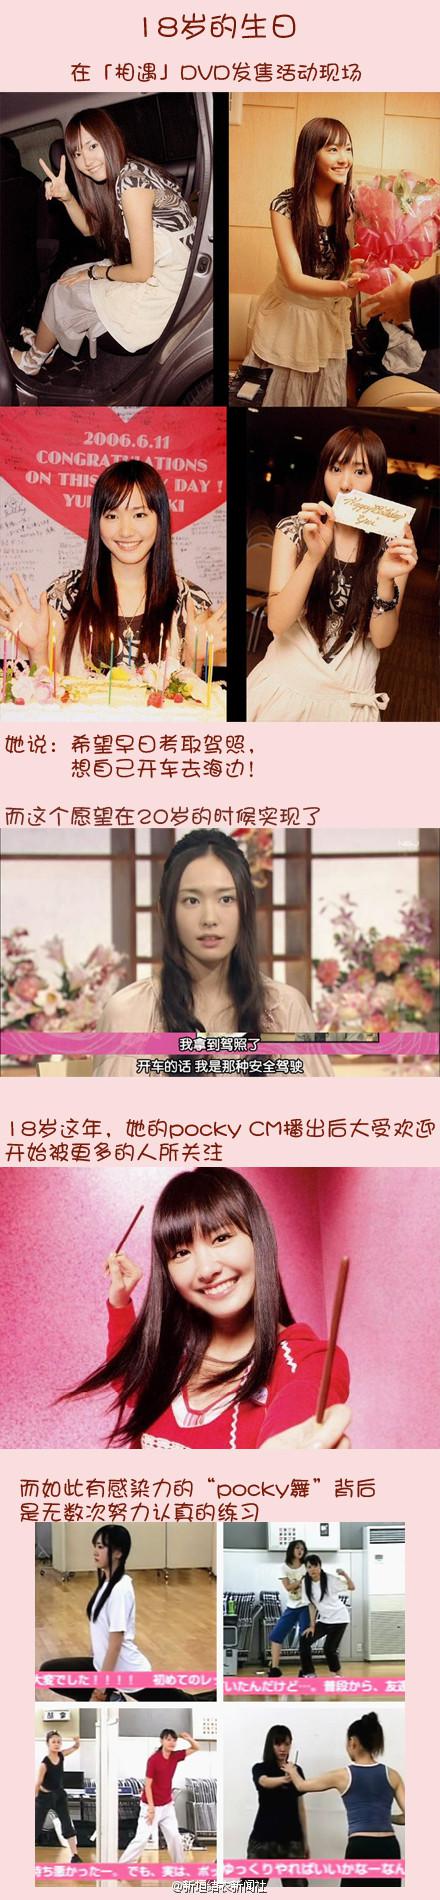 18岁的生日
在「相遇」DVD发售活动现场
2006.6.11
CONGRATULATIONS
ON THIS
DAY!
YU
KI
Happy Birthday
Yui
她说：希望早日考取驾照，
想自己开车去海边！
而这个愿望在20岁的时候实现了
我拿到驾照了
开车的话 我是那种安全驾驶
18岁这年，她的pocky CM播出后大受欢迎
开始被更多的人所关注
而如此有感染力的“pocky舞”背后
是无数次努力认真的练习
大変でした！！！！　初めてのレッ
いたんだけど…。普段から、友達
持ち悪かったー。でも、実は、ポッ
ゆっくりやればいいかなーなん
@新垣结衣新闻社